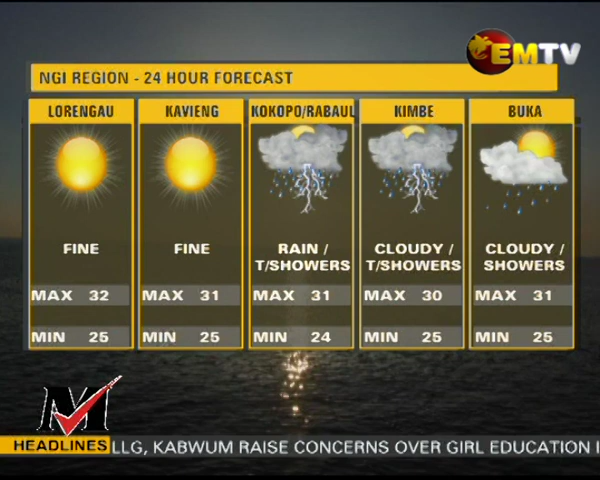 EMTV
NGI REGION - 24 HOUR FORECAST
LORENGAU
FINE
MAX 32
MIN 25
KAVIENG
FINE
MAX 31
MIN 25
KOKOPO/RABAUL
RAIN /
T/SHOWERS
MAX 31
MIN 24
KIMBE
CLOUDY /
T/SHOWERS
MAX 30
MIN 25
BUKA
CLOUDY /
SHOWERS
MAX 31
MIN 25
M
HEADLINES LLG, KABWUM RAISE CONCERNS OVER GIRL EDUCATION I